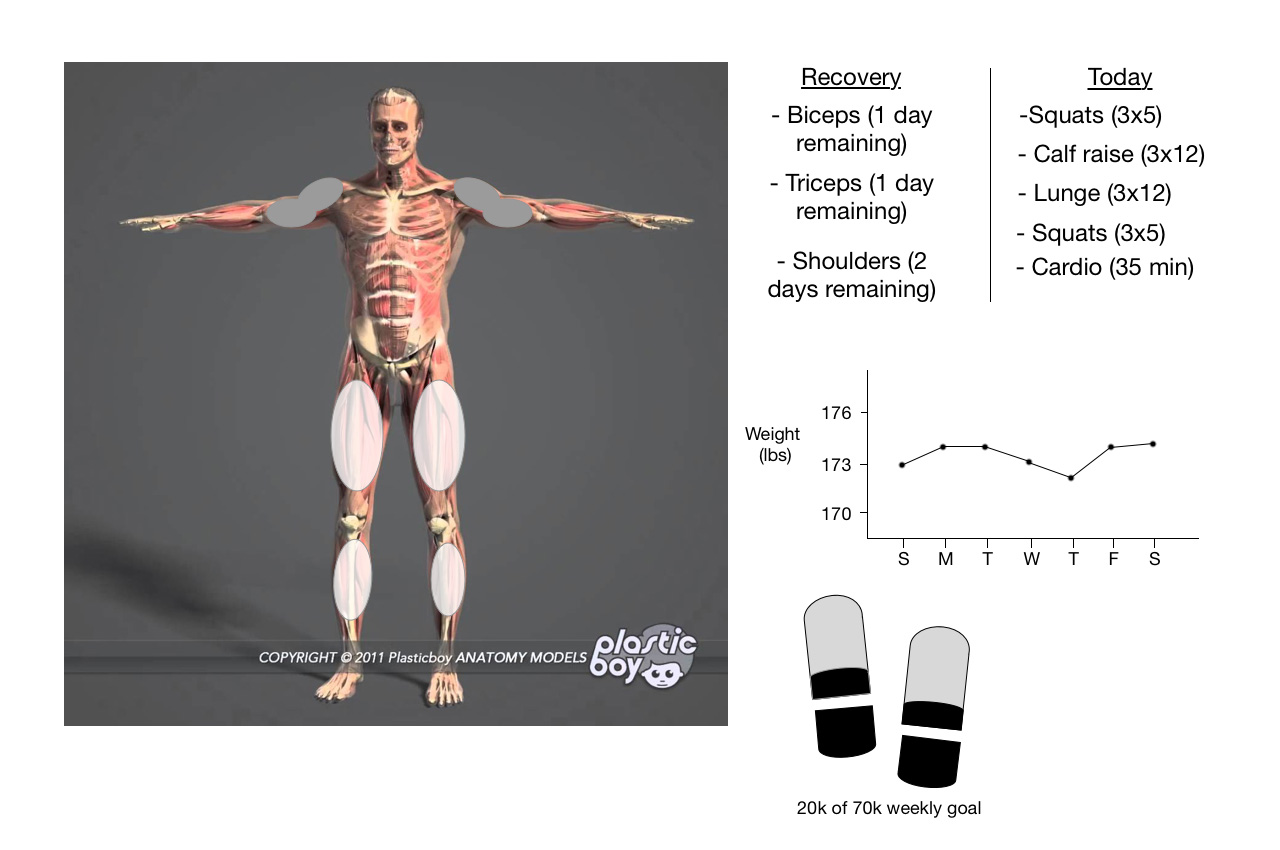 Recovery
- Biceps (1 day
remaining)
- Triceps (1 day
remaining)
- Shoulders (2
days remaining)
Today
-Squats (3x5)
- Calf raise (3x12)
- Lunge (3x12)
- Squats (3x5)
- Cardio (35 min)
Weight
(lbs)
176
173
170
S M T W T F S
20k of 70k weekly goal
COPYRIGHT © 2011 Plasticboy ANATOMY MODELS
plastic
boy